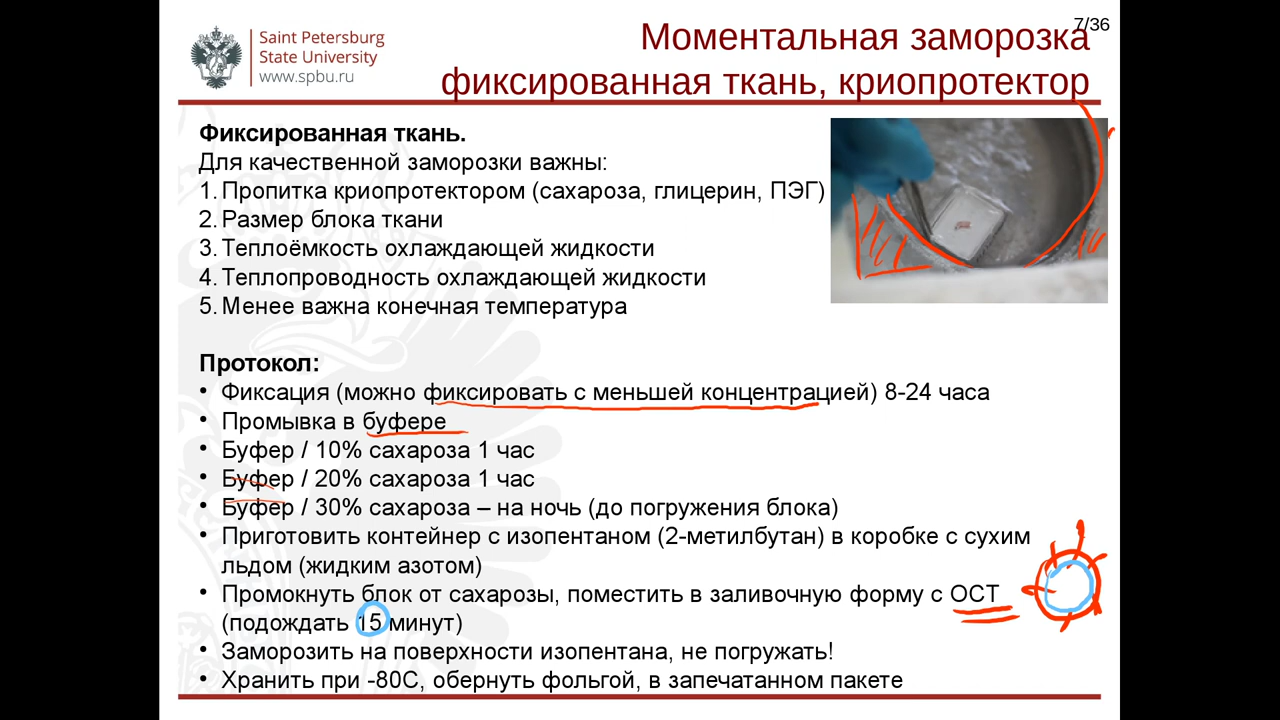 7/36
Saint Petersburg
State University
www.spbu.ru
Моментальная заморозка
фиксированная ткань, криопротектор
Фиксированная ткань.
Для качественной заморозки важны:
1. Пропитка криопротектором (сахароза, глицерин, ПЭГ)
2. Размер блока ткани
3. Теплоёмкость охлаждающей жидкости
4. Теплопроводность охлаждающей жидкости
5. Менее важна конечная температура
Протокол:
• Фиксация (можно фиксировать с меньшей концентрацией) 8-24 часа
• Промывка в буфере
• Буфер / 10% сахароза 1 час
• Буфер / 20% сахароза 1 час
• Буфер / 30% сахароза – на ночь (до погружения блока)
• Приготовить контейнер с изопентаном (2-метилбутан) в коробке с сухим
льдом (жидким азотом)
• Промокнуть блок от сахарозы, поместить в заливочную форму с ОСТ
(подождать 15 минут)
• Заморозить на поверхности изопентана, не погружать!
• Хранить при -80С, обернуть фольгой, в запечатанном пакете